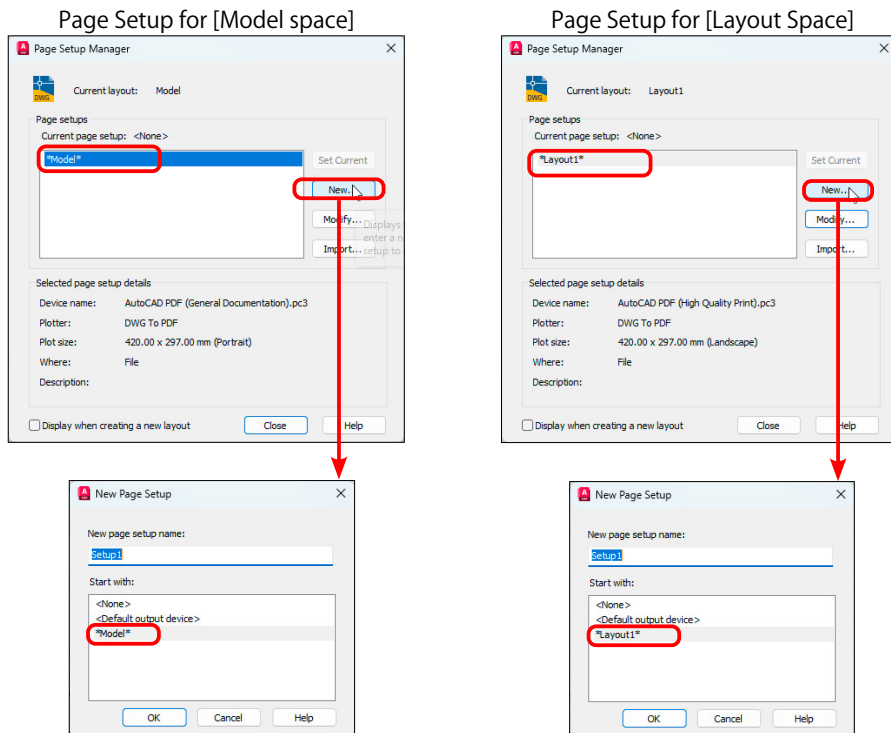 Page Setup for [Model space]
Page Setup Manager
DWG
Current layout: Model
Page setups
Current page setup: <None>
*Model*
Set Current
New...
Modify...
Displays
enter a n
Import...
setup to
Selected page setup details
Device name: AutoCAD PDF (General Documentation).pc3
Plotter: DWG To PDF
Plot size: 420.00 x 297.00 mm (Portrait)
Where: File
Description:
Display when creating a new layout
Close
Help
New Page Setup
New page setup name:
Setup1
Start with:
<None>
<Default output device>
*Model*
OK
Cancel
Help
Page Setup for [Layout Space]
Page Setup Manager
DWG
Current layout: Layout1
Page setups
Current page setup: <None>
*Layout1*
Set Current
New...
Modify...
Import...
Selected page setup details
Device name: AutoCAD PDF (High Quality Print).pc3
Plotter: DWG To PDF
Plot size: 420.00 x 297.00 mm (Landscape)
Where: File
Description:
Display when creating a new layout
Close
Help
New Page Setup
New page setup name:
Setup1
Start with:
<None>
<Default output device>
*Layout1*
OK
Cancel
Help